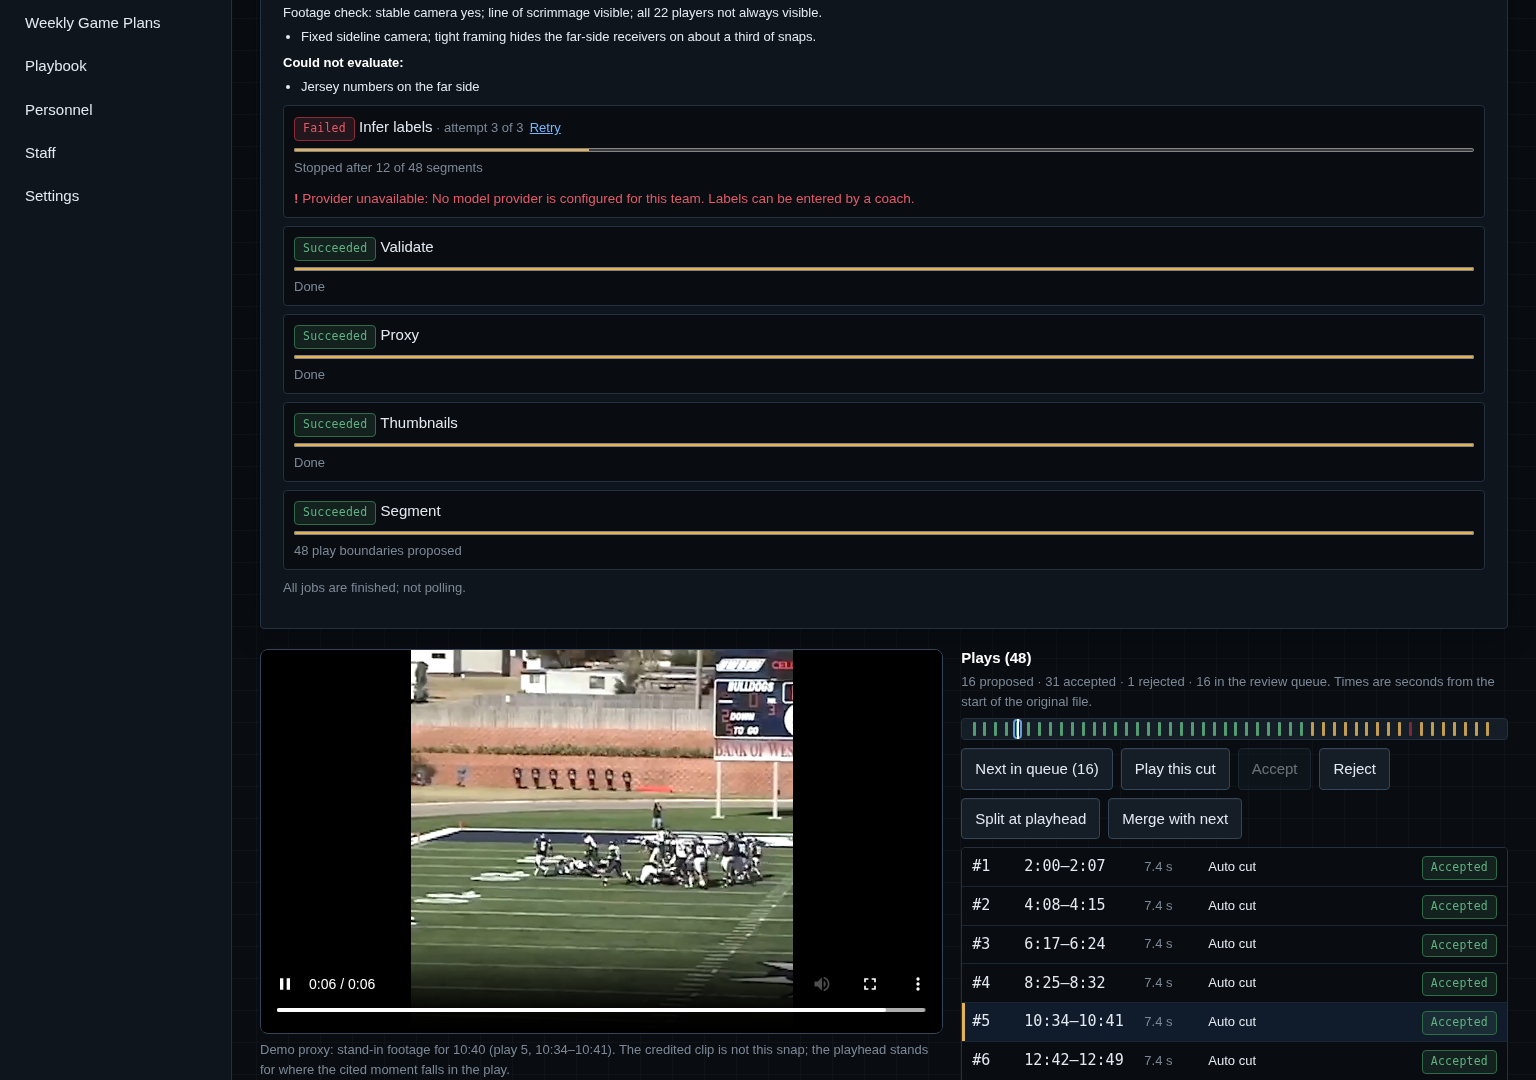 Weekly Game Plans
Playbook
Personnel
Staff
Settings
Footage check: stable camera yes; line of scrimmage visible; all 22 players not always visible.
• Fixed sideline camera; tight framing hides the far-side receivers on about a third of snaps.
Could not evaluate:
• Jersey numbers on the far side
Failed Infer labels · attempt 3 of 3 Retry
Stopped after 12 of 48 segments
! Provider unavailable: No model provider is configured for this team. Labels can be entered by a coach.
Succeeded Validate
Done
Succeeded Proxy
Done
Succeeded Thumbnails
Done
Succeeded Segment
48 play boundaries proposed
All jobs are finished; not polling.
BULLDOGS
DOWN
TO GO
BANK OF WES
0:06 / 0:06
Demo proxy: stand-in footage for 10:40 (play 5, 10:34–10:41). The credited clip is not this snap; the playhead stands
for where the cited moment falls in the play.
Plays (48)
16 proposed · 31 accepted · 1 rejected · 16 in the review queue. Times are seconds from the
start of the original file.
Next in queue (16) Play this cut Accept Reject
Split at playhead Merge with next
#1 2:00–2:07 7.4 s Auto cut Accepted
#2 4:08–4:15 7.4 s Auto cut Accepted
#3 6:17–6:24 7.4 s Auto cut Accepted
#4 8:25–8:32 7.4 s Auto cut Accepted
#5 10:34–10:41 7.4 s Auto cut Accepted
#6 12:42–12:49 7.4 s Auto cut Accepted